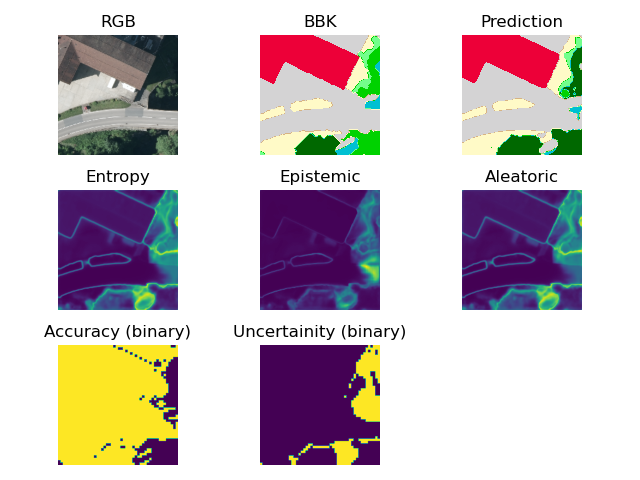 RGB
BBK
Prediction
Entropy
Epistemic
Aleatoric
Accuracy (binary)
Uncertainity (binary)